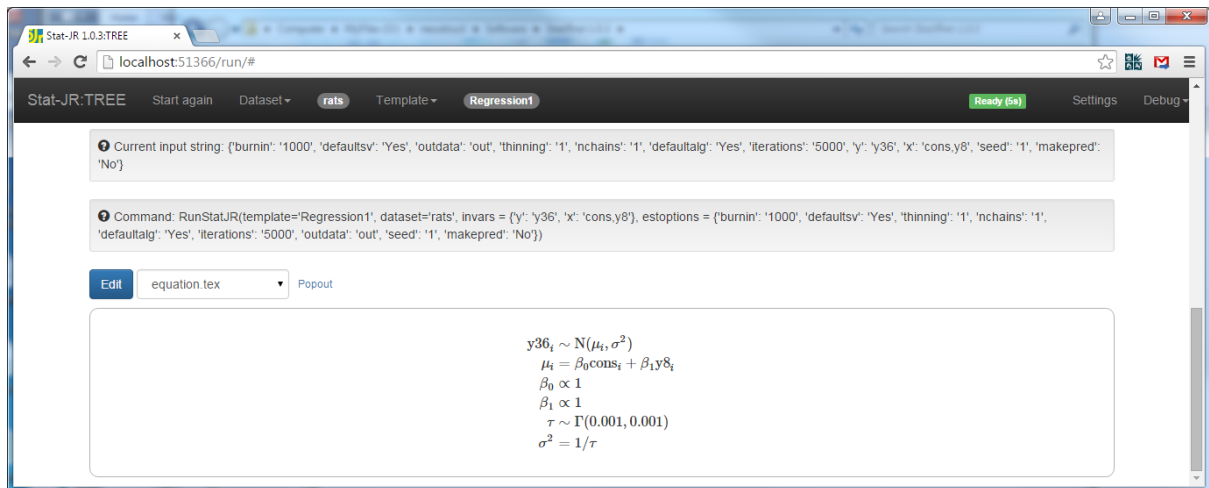 Stat-JR 1.0.3:TREE
localhost:51366/run/#
Stat-JR:TREE Start again Dataset rats Template Regression1 Ready (5s) Settings Debug
Current input string: {'burnin': '1000', 'defaultsv': 'Yes', 'outdata': 'out', 'thinning': '1', 'nchains': '1', 'defaultalg': 'Yes', 'iterations': '5000', 'y': 'y36', 'x': 'cons,y8', 'seed': '1', 'makepred':
'No'}
Command: RunStatJR(template='Regression1', dataset='rats', invars = {'y': 'y36', 'x': 'cons,y8'}, estoptions = {'burnin': '1000', 'defaultsv': 'Yes', 'thinning': '1', 'nchains': '1',
'defaultalg': 'Yes', 'iterations': '5000', 'outdata': 'out', 'seed': '1', 'makepred': 'No'})
Edit equation.tex Popout
y36ᵢ ∼ N(μᵢ, σ²)
μᵢ = β₀consᵢ + β₁y8ᵢ
β₀ ∝ 1
β₁ ∝ 1
τ ∼ Γ(0.001, 0.001)
σ² = 1/τ